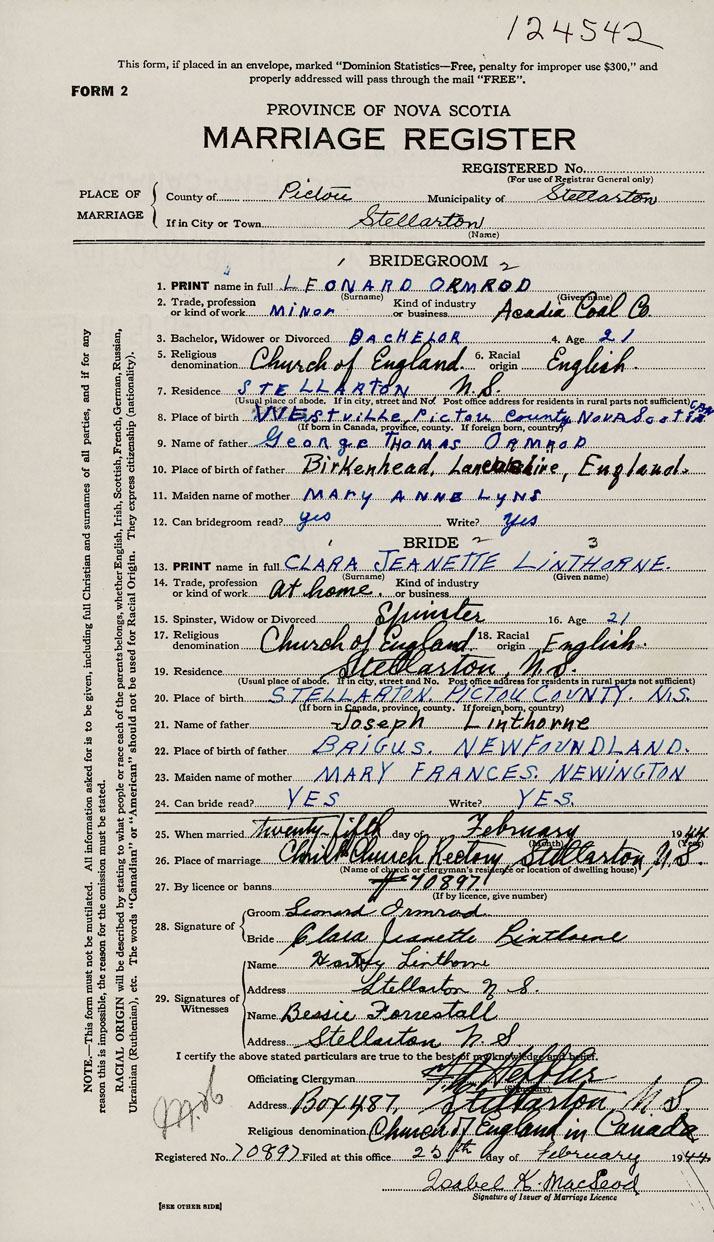 124542
This form, if placed in an envelope, marked "Dominion Statistics—Free, penalty for improper use $300," and
properly addressed will pass through the mail "FREE".
FORM 2
PROVINCE OF NOVA SCOTIA
MARRIAGE REGISTER
REGISTERED No.
(For use of Registrar General only)
PLACE OF MARRIAGE
County of Pictou Municipality of Stellarton
If in City or Town Stellarton
(Name)
BRIDEGROOM
1 2
1. PRINT name in full LEONARD ORMROD
(Surname) (Given name)
2. Trade, profession or kind of work MINOR Kind of industry or business Acadia Coal Co.
3. Bachelor, Widower or Divorced BACHELOR 4. Age 21
5. Religious denomination Church of England. 6. Racial origin English.
7. Residence STELLARTON N.S.
(Usual place of abode. If in city, street and No. Post office address for residents in rural parts not sufficient)
8. Place of birth WEStville, Pictou County Nova Scotia
(If born in Canada, province, county. If foreign born, country)
9. Name of father George THOMAS ORMROD
10. Place of birth of father Birkenhead, Lancashire, England.
11. Maiden name of mother MARY ANNE LYNS
12. Can bridegroom read? yes Write? yes
BRIDE
1 2 3
13. PRINT name in full CLARA JEANETTE LINTHORNE.
(Surname) (Given name)
14. Trade, profession or kind of work at home. Kind of industry or business
15. Spinster, Widow or Divorced Spinster 16. Age 21
17. Religious denomination Church of England 18. Racial origin English.
19. Residence Stellarton, N.S.
(Usual place of abode. If in city, street and No. Post office address for residents in rural parts not sufficient)
20. Place of birth STELLARTON. PICTOU COUNTY. N.S.
(If born in Canada, province, county. If foreign born, country)
21. Name of father Joseph Linthorne
22. Place of birth of father BRIGUS. NEWFOUNDLAND.
23. Maiden name of mother MARY FRANCES. NEWINGTON
24. Can bride read? YES Write? YES.
25. When married twenty-fifth day of February 1944
(Month) (Year)
26. Place of marriage Christ Church Rectory, Stellarton, N.S.
(Name of church or clergyman's residence or location of dwelling house)
27. By licence or banns #70897
(If by licence, give number)
28. Signature of
Groom Leonard Ormrod
Bride Clara Jeanette Linthorne
29. Signatures of Witnesses
Name Linthorne
Address Stellarton N S.
Name Bessie Forrestall
Address Stellarton N. S
I certify the above stated particulars are true to the best of my knowledge and belief.
Officiating Clergyman
(Signature)
Address Box 487, Stellarton N.S.
Religious denomination Church of England in Canada
Registered No. 70897 Filed at this office 25th day of February 1944
Isabel K. MacLeod
Signature of Issuer of Marriage Licence
[SEE OTHER SIDE]
NOTE.—This form must not be mutilated. All information asked for is to be given, including full Christian and surnames of all parties, and if for any
reason this is impossible, the reason for the omission must be stated.
RACIAL ORIGIN will be described by stating to what people or race each of the parents belongs, whether English, Irish, Scottish, French, German, Russian,
Ukrainian (Ruthenian), etc. The words "Canadian" or "American" should not be used for Racial Origin. They express citizenship (nationality).